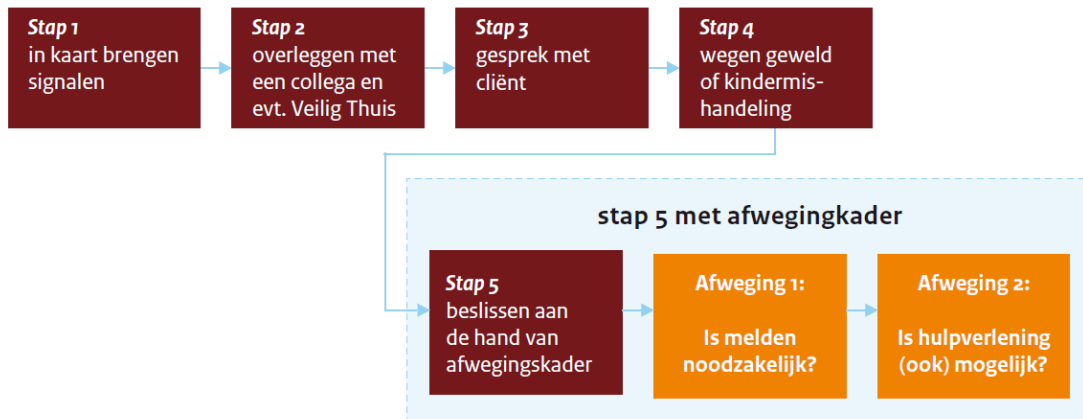 Stap 1
in kaart brengen
signalen
Stap 2
overleggen met
een collega en
evt. Veilig Thuis
Stap 3
gesprek met
cliënt
Stap 4
wegen geweld
of kindermis-
handeling
stap 5 met afwegingkader
Stap 5
beslissen aan
de hand van
afwegingskader
Afweging 1:
Is melden
noodzakelijk?
Afweging 2:
Is hulpverlening
(ook) mogelijk?